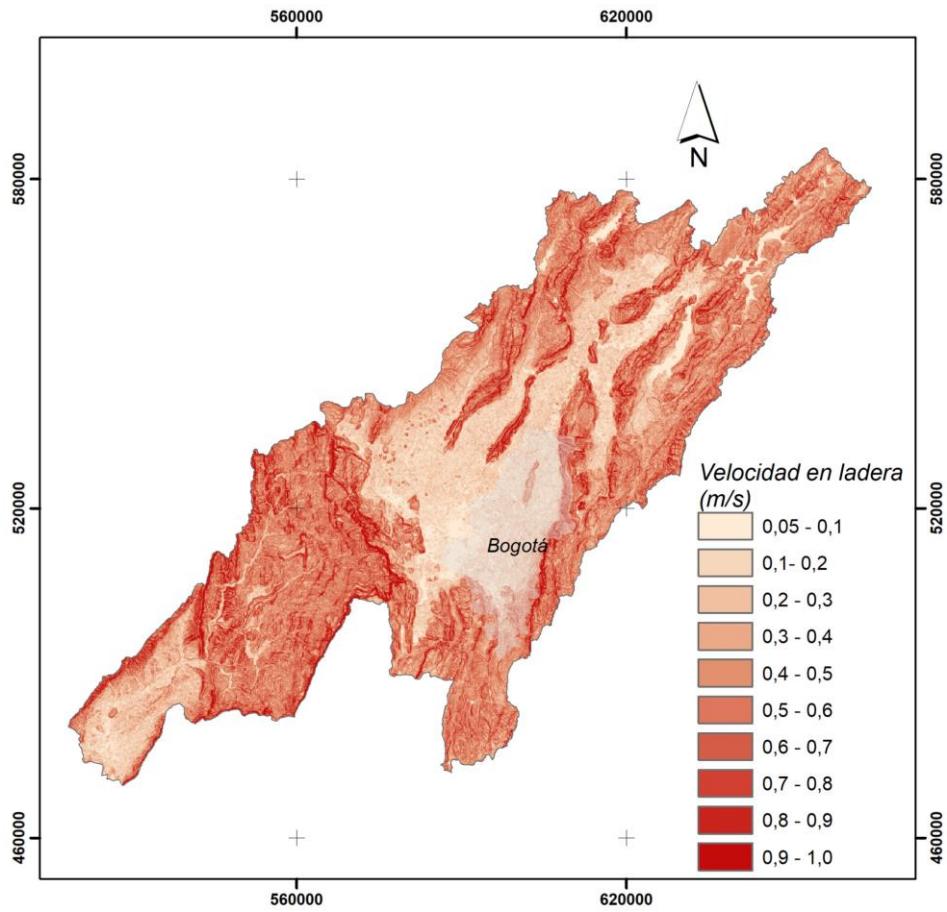 560000 620000
580000 580000
N
520000 520000
460000 460000
Bogotá
Velocidad en ladera
(m/s)
0,05 - 0,1
0,1- 0,2
0,2 - 0,3
0,3 - 0,4
0,4 - 0,5
0,5 - 0,6
0,6 - 0,7
0,7 - 0,8
0,8 - 0,9
0,9 - 1,0
560000 620000